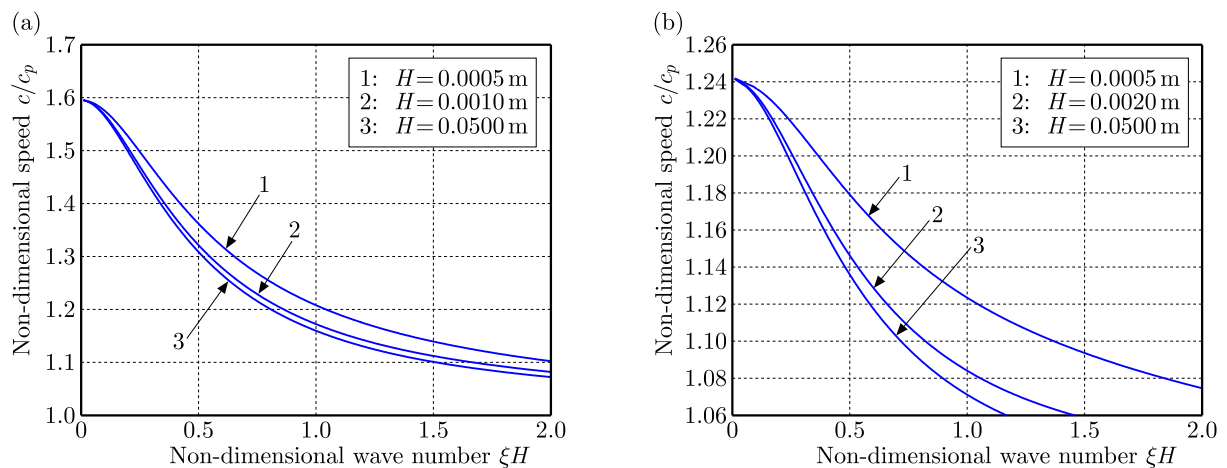 (a)
Non-dimensional speed c/c_p
1.7
1.6
1.5
1.4
1.3
1.2
1.1
1.0
1: H=0.0005 m
2: H=0.0010 m
3: H=0.0500 m
1
2
3
0
0.5
1.0
1.5
2.0
Non-dimensional wave number ξH
(b)
Non-dimensional speed c/c_p
1.26
1.24
1.22
1.20
1.18
1.16
1.14
1.12
1.10
1.08
1.06
1: H=0.0005 m
2: H=0.0020 m
3: H=0.0500 m
1
2
3
0
0.5
1.0
1.5
2.0
Non-dimensional wave number ξH